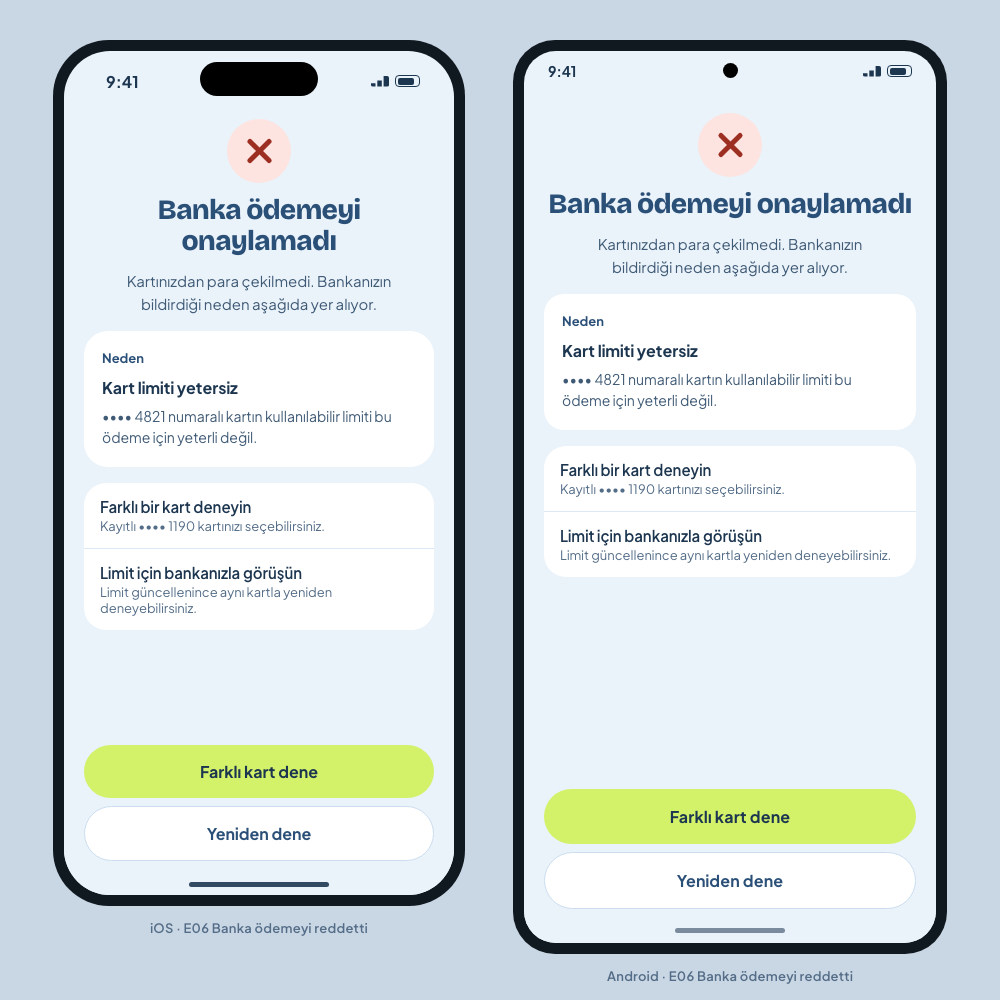 9:41
Banka ödemeyi
onaylamadı
Kartınızdan para çekilmedi. Bankanızın
bildirdiği neden aşağıda yer alıyor.
Neden
Kart limiti yetersiz
•••• 4821 numaralı kartın kullanılabilir limiti bu
ödeme için yeterli değil.
Farklı bir kart deneyin
Kayıtlı •••• 1190 kartınızı seçebilirsiniz.
Limit için bankanızla görüşün
Limit güncellenince aynı kartla yeniden
deneyebilirsiniz.
Farklı kart dene
Yeniden dene
iOS · E06 Banka ödemeyi reddetti
9:41
Banka ödemeyi onaylamadı
Kartınızdan para çekilmedi. Bankanızın
bildirdiği neden aşağıda yer alıyor.
Neden
Kart limiti yetersiz
•••• 4821 numaralı kartın kullanılabilir limiti bu
ödeme için yeterli değil.
Farklı bir kart deneyin
Kayıtlı •••• 1190 kartınızı seçebilirsiniz.
Limit için bankanızla görüşün
Limit güncellenince aynı kartla yeniden deneyebilirsiniz.
Farklı kart dene
Yeniden dene
Android · E06 Banka ödemeyi reddetti